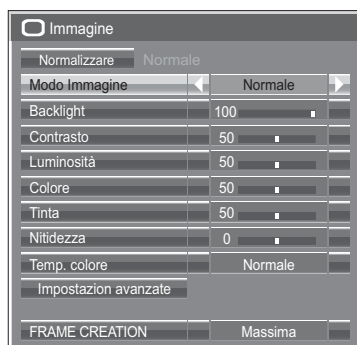 Immagine
Normalizzare Normale
Modo Immagine Normale
Backlight 100
Contrasto 50
Luminosità 50
Colore 50
Tinta 50
Nitidezza 0
Temp. colore Normale
Impostazion avanzate
FRAME CREATION Massima